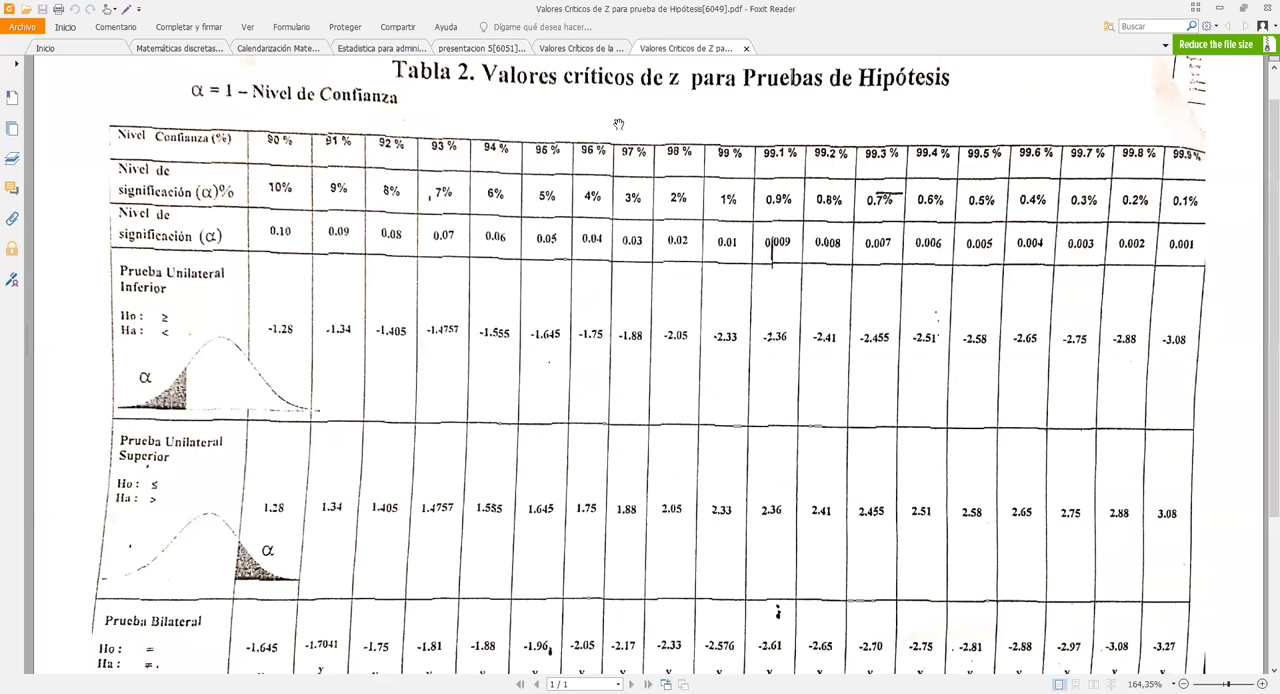 Valores Criticos de Z para prueba de Hipótesis[6049].pdf - Foxit Reader
Archivo Inicio Comentario Completar y firmar Ver Formulario Proteger Compartir Ayuda Dígame qué desea hacer... Buscar
Inicio Matemáticas discretas... Calendarización Mate... Estadistica para admini... presentacion 5[6051]... Valores Críticos de la ... Valores Criticos de Z pa... Reduce the file size
Tabla 2. Valores críticos de z para Pruebas de Hipótesis
α = 1 – Nivel de Confianza
Nivel Confianza (%) 90 % 91 % 92 % 93 % 94 % 95 % 96 % 97 % 98 % 99 % 99.1 % 99.2 % 99.3 % 99.4 % 99.5 % 99.6 % 99.7 % 99.8 % 99.9 %
Nivel de
significación (α)% 10% 9% 8% 7% 6% 5% 4% 3% 2% 1% 0.9% 0.8% 0.7% 0.6% 0.5% 0.4% 0.3% 0.2% 0.1%
Nivel de
significación (α) 0.10 0.09 0.08 0.07 0.06 0.05 0.04 0.03 0.02 0.01 0.009 0.008 0.007 0.006 0.005 0.004 0.003 0.002 0.001
Prueba Unilateral
Inferior
Ho : ≥
Ha : < -1.28 -1.34 -1.405 -1.4757 -1.555 -1.645 -1.75 -1.88 -2.05 -2.33 -2.36 -2.41 -2.455 -2.51 -2.58 -2.65 -2.75 -2.88 -3.08
α
Prueba Unilateral
Superior
Ho : ≤
Ha : > 1.28 1.34 1.405 1.4757 1.585 1.645 1.75 1.88 2.05 2.33 2.36 2.41 2.455 2.51 2.58 2.65 2.75 2.88 3.08
α
Prueba Bilateral
Ho : = -1.645 -1.7041 -1.75 -1.81 -1.88 -1.96 -2.05 -2.17 -2.33 -2.576 -2.61 -2.65 -2.70 -2.75 -2.81 -2.88 -2.97 -3.08 -3.27
Ha : ≠ y
1 / 1 164,35%